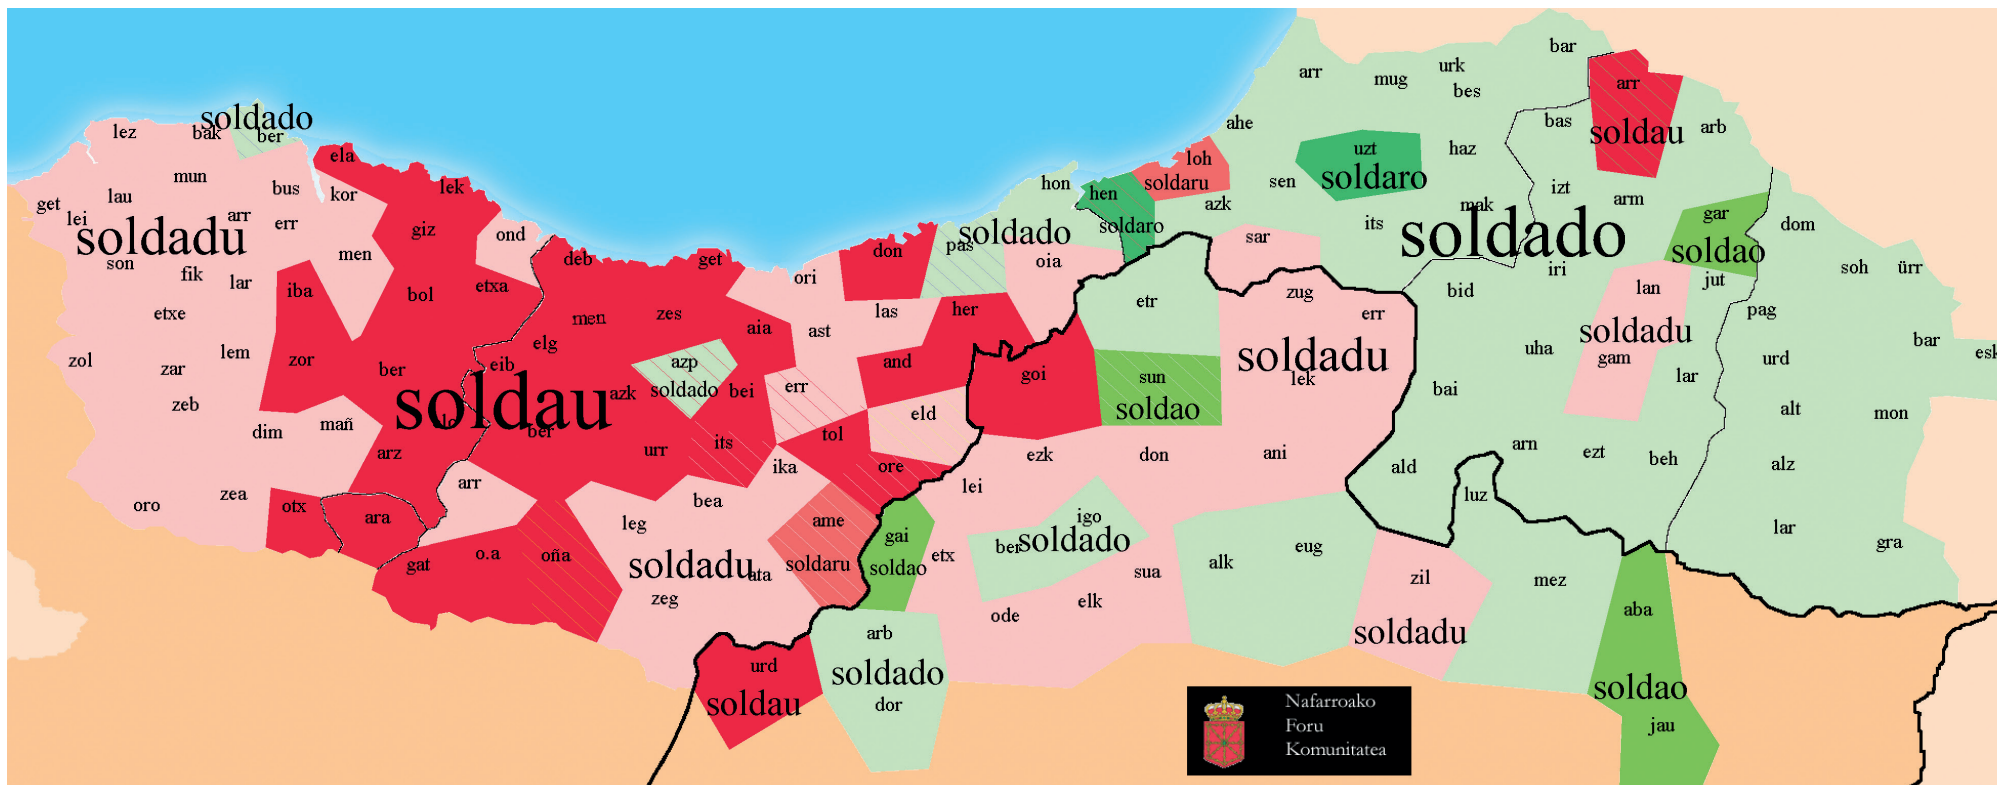 bar
arr
mug
urk
bes
arr
soldado
lez
bak
ber
ahe
bas
soldau
arb
ela
uzt
haz
loh
mun
bus
kor
lek
hon
hen
soldaru
sen
soldaro
izt
arm
get
lei
lau
arr
err
giz
ond
soldado
pas
soldaro
azk
its
mak
soldado
gar
soldao
dom
soldadu
son
fik
lar
men
deb
get
ori
don
oia
sar
iri
jut
soh
ürr
iba
bol
etxa
etr
zug
bid
lan
etxe
men
zes
aia
ast
las
her
err
pag
soldadu
zol
zar
lem
zor
ber
elg
eib
azp
soldado
and
goi
sun
soldadu
lek
uha
gam
lar
urd
bar
esk
zeb
soldau
azk
bei
err
eld
soldao
bai
alt
mon
dim
mañ
ber
tol
arz
urr
its
ika
ore
ezk
don
ani
ald
arn
ezt
beh
alz
oro
zea
otx
ara
arr
bea
leg
ame
lei
igo
luz
lar
gat
o.a
oña
soldadu
ata
zeg
soldaru
gai
soldao
etx
ber
soldado
sua
alk
eug
gra
zil
mez
ode
elk
aba
urd
soldau
arb
soldado
dor
soldadu
soldao
jau
Nafarroako
Foru
Komunitatea